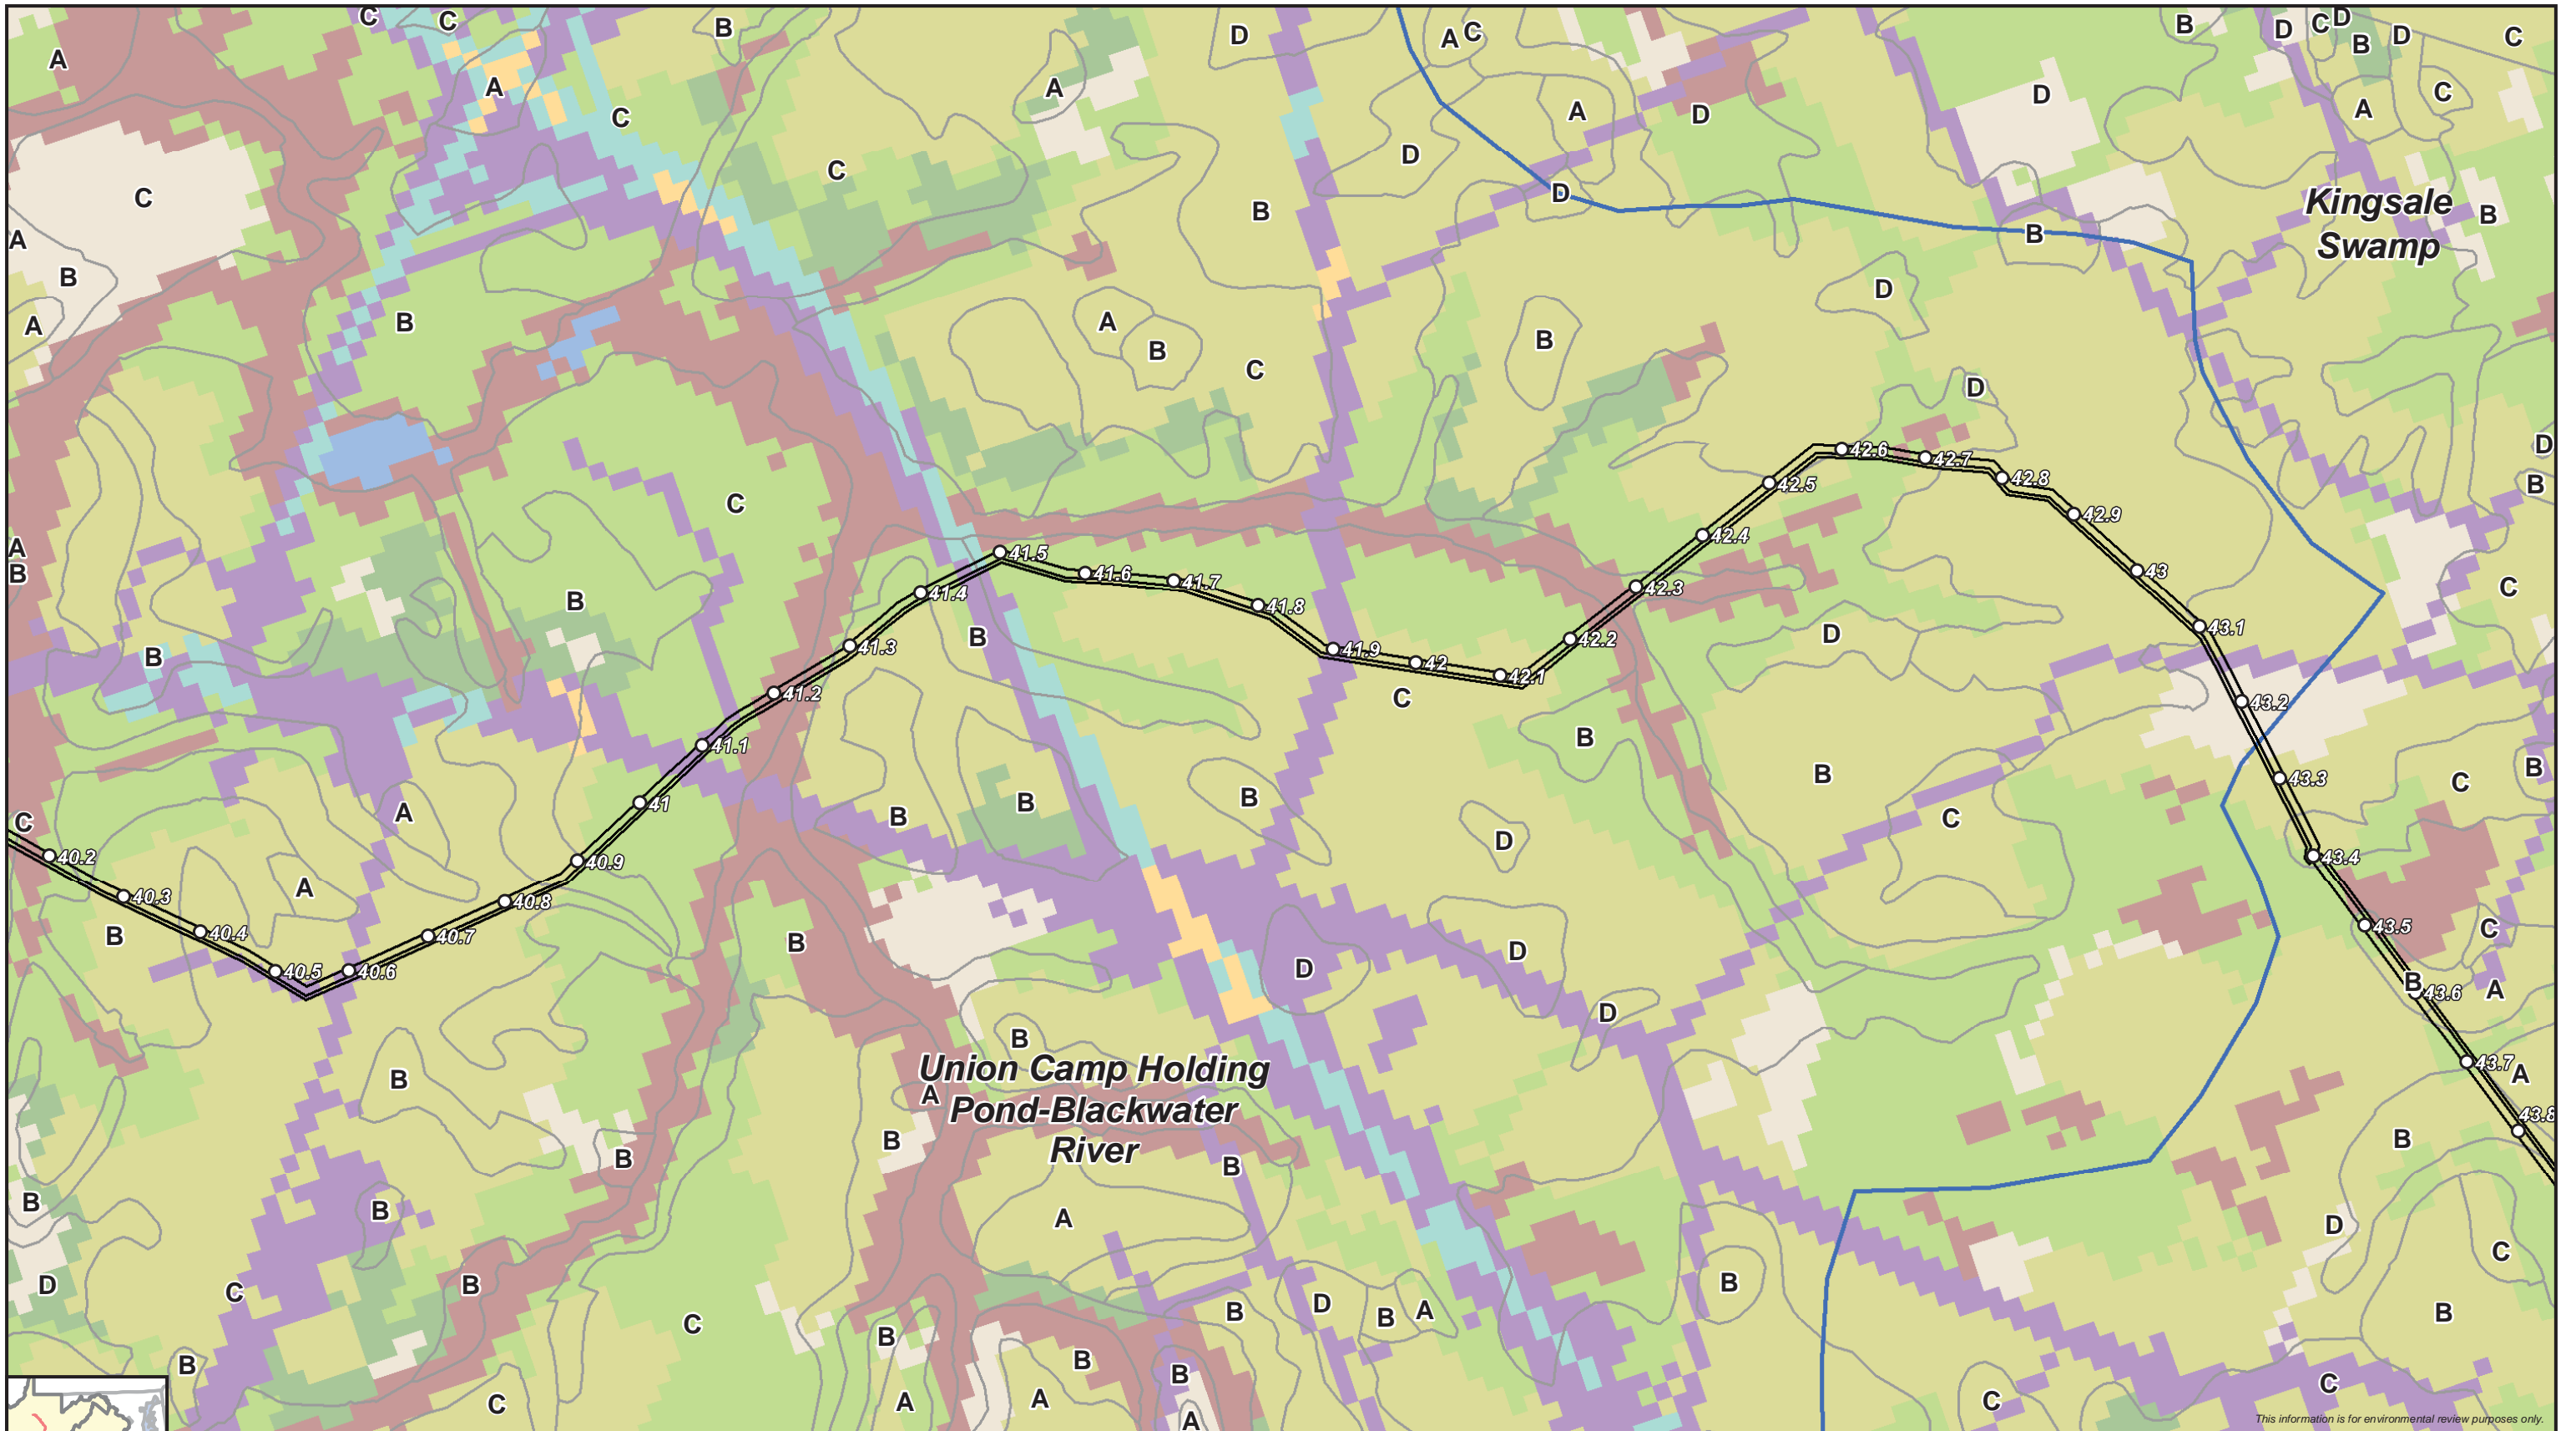 C
C
B
D
A
C
B
D
C
D
B
D
C
A
A
A
C
A
D
C
A
A
D
C
D
C
C
D
B
Kingsale
Swamp
B
A
B
B
D
A
B
A
B
B
C
D
D
B
C
A
B
B
B
B
C
D
B
C
B
D
B
B
C
C
B
A
A
B
B
B
D
D
B
C
C
B
B
D
D
D
C
A
B
Union Camp Holding
Pond-Blackwater
River
A
B
B
B
B
B
A
B
A
B
D
C
B
C
B
B
D
D
C
B
C
B
B
D
B
A
B
B
B
B
C
A
A
A
C
C
40.2
40.3
40.4
40.5
40.6
40.7
40.8
40.9
41
41.1
41.2
41.3
41.4
41.5
41.6
41.7
41.8
41.9
42
42.1
42.2
42.3
42.4
42.5
42.6
42.7
42.8
42.9
43
43.1
43.2
43.3
43.4
43.5
43.6
43.7
43.8
This information is for environmental review purposes only.